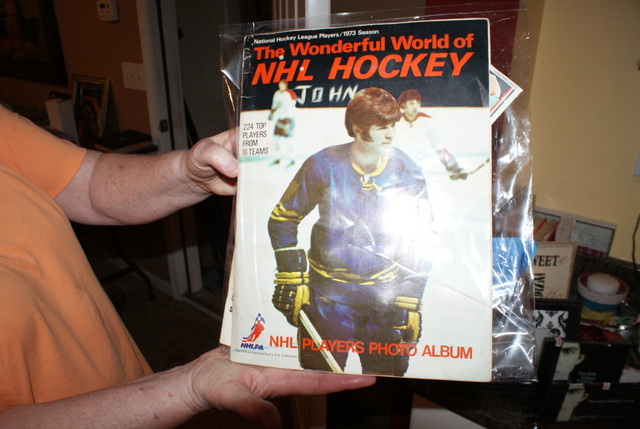 National Hockey League Players/1973 Season
The Wonderful World of
NHL HOCKEY
JOHN
224 TOP
PLAYERS
FROM
16 TEAMS
NHLPA
NHL PLAYERS PHOTO ALBUM
WEET